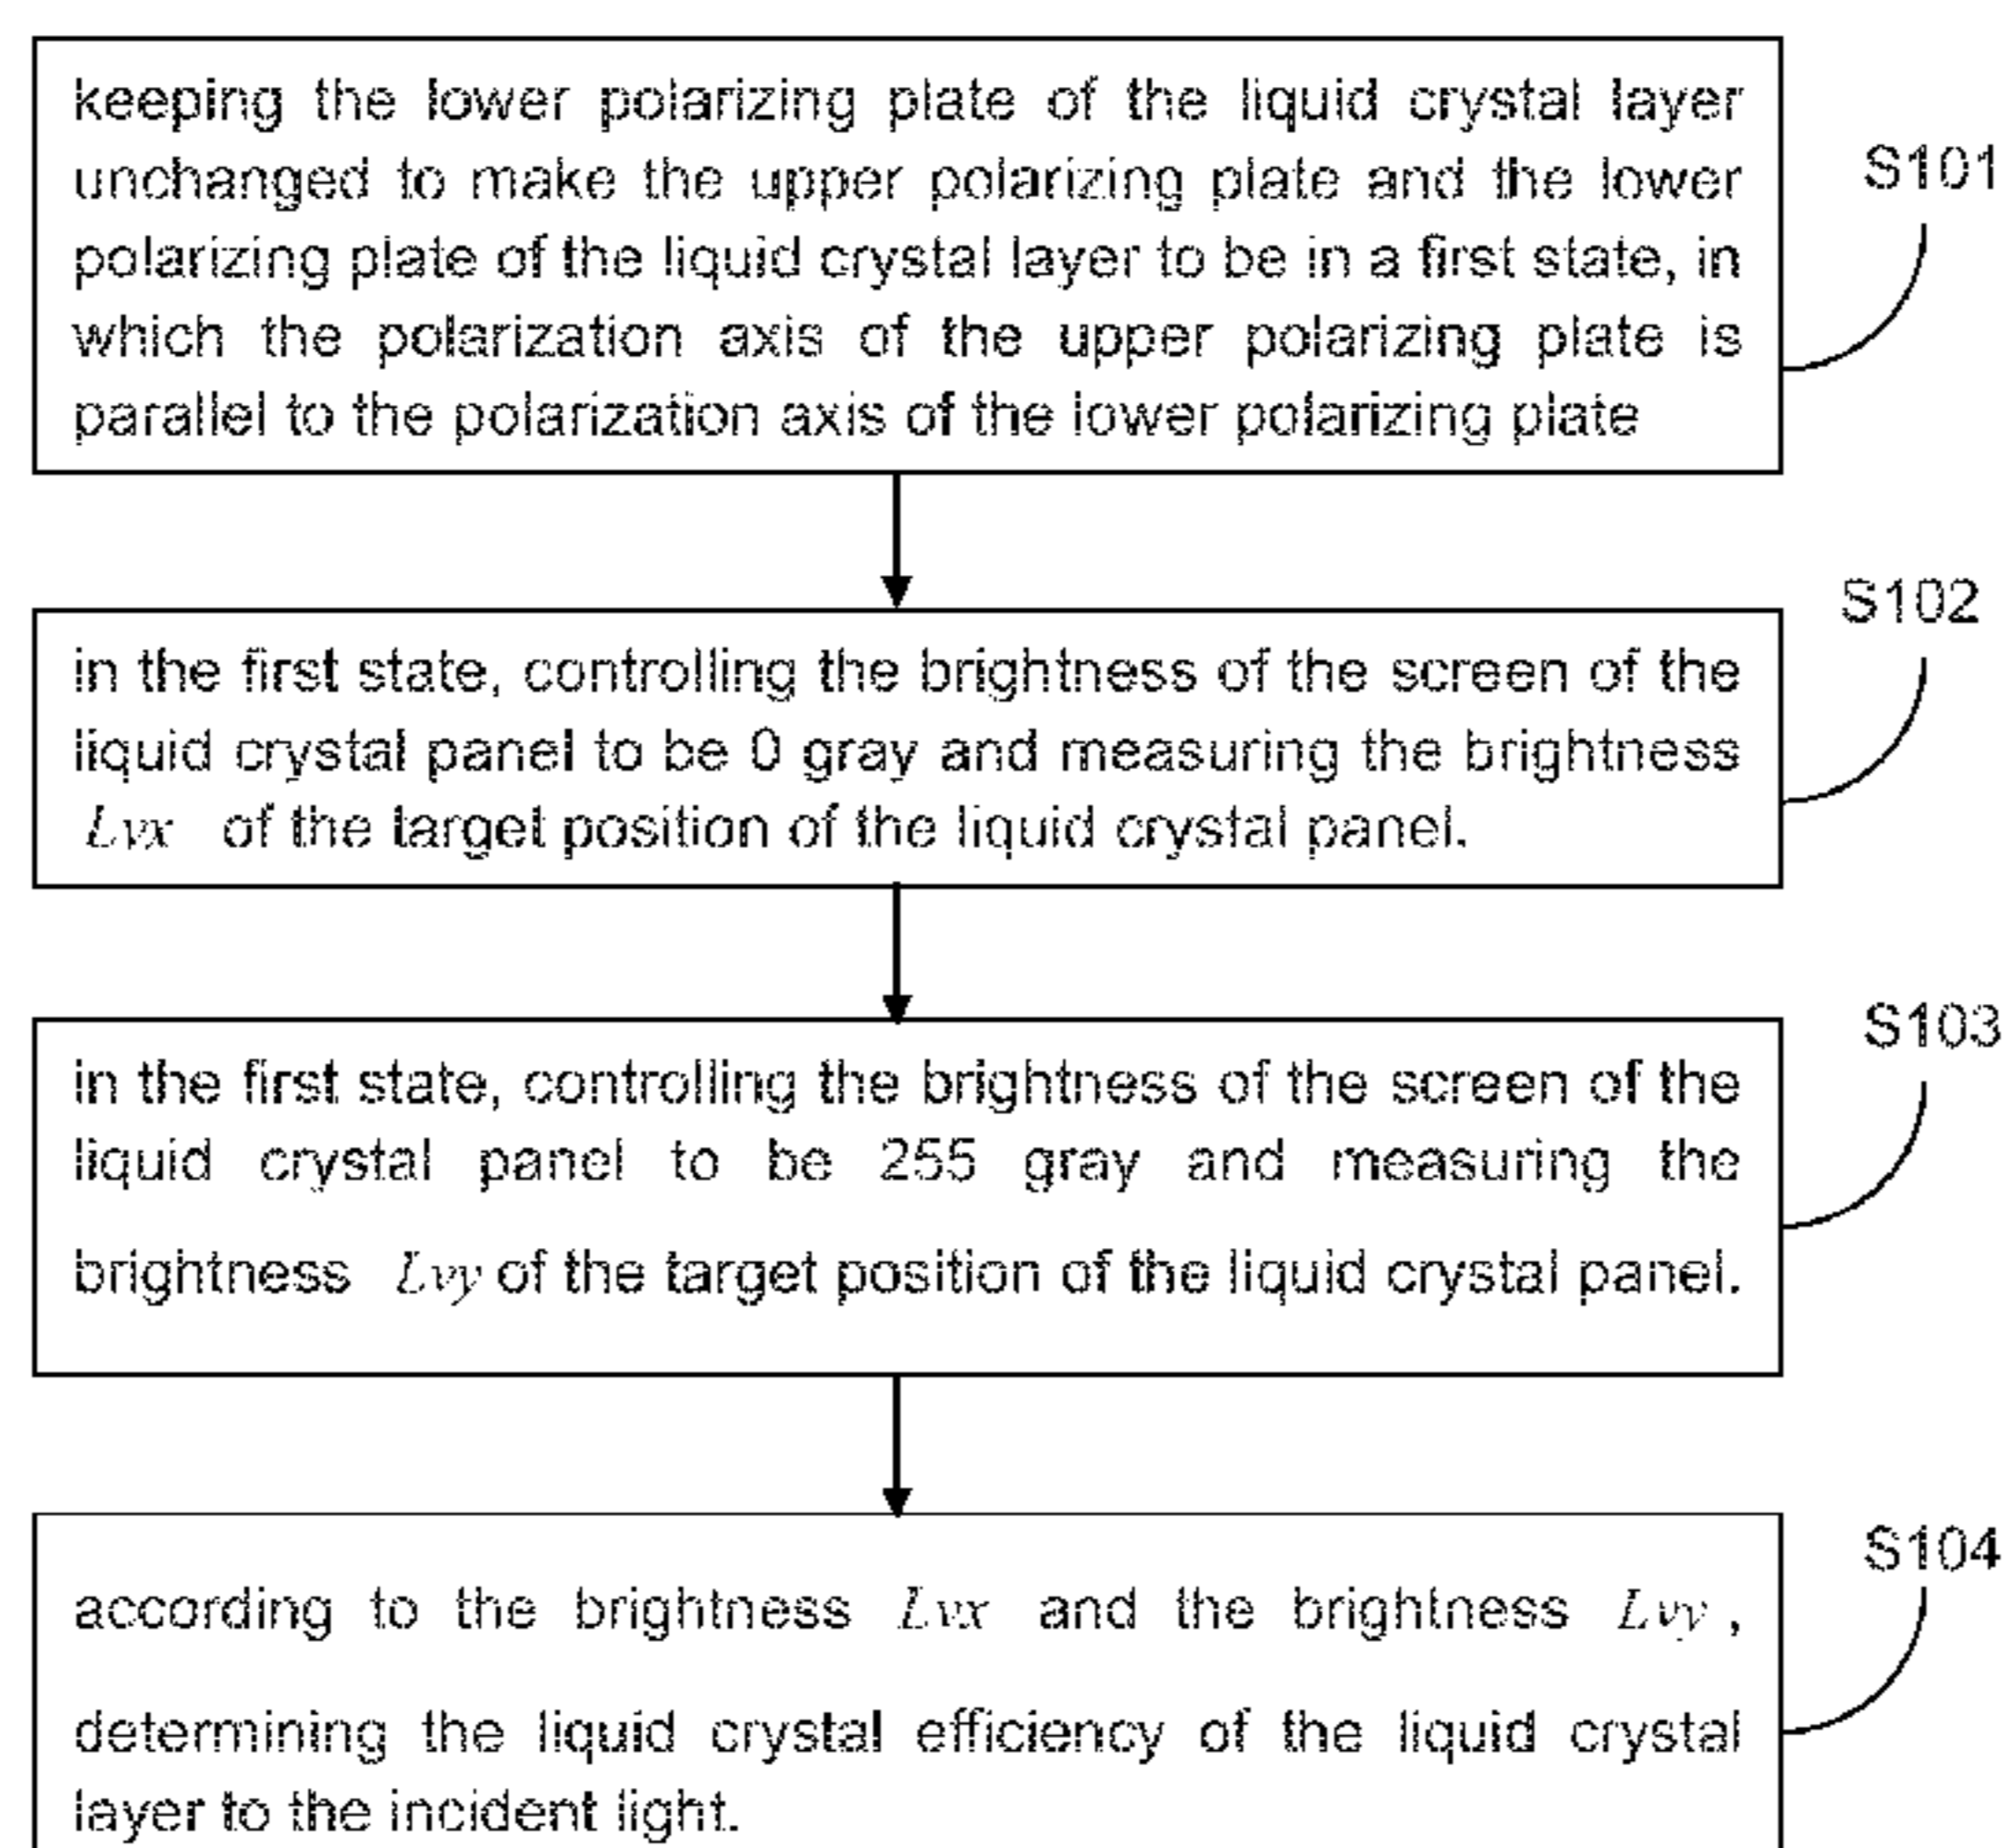 keeping the lower polarizing plate of the liquid crystal layer
unchanged to make the upper polarizing plate and the lower
polarizing plate of the liquid crystal layer to be in a first state, in
which the polarization axis of the upper polarizing plate is
parallel to the polarization axis of the lower polarizing plate
S101
in the first state, controlling the brightness of the screen of the
liquid crystal panel to be 0 gray and measuring the brightness
Lvx of the target position of the liquid crystal panel.
S102
in the first state, controlling the brightness of the screen of the
liquid crystal panel to be 255 gray and measuring the
brightness Lvy of the target position of the liquid crystal panel.
S103
according to the brightness Lvx and the brightness Lvy ,
determining the liquid crystal efficiency of the liquid crystal
layer to the incident light.
S104